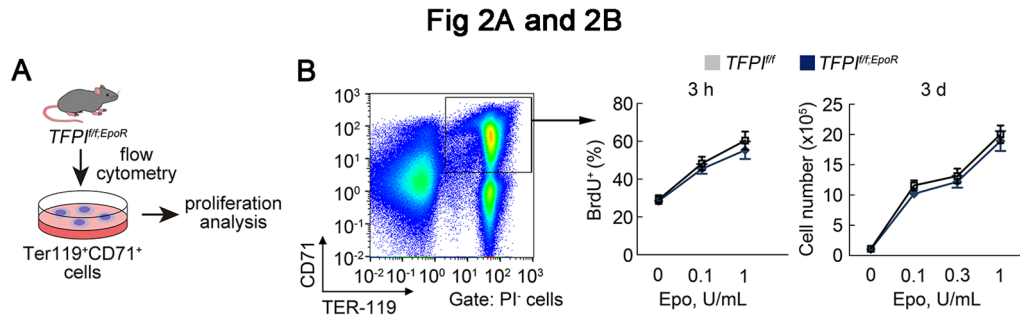 Fig 2A and 2B
A
TFPIf/f;EpoR
flow
cytometry
proliferation
analysis
Ter119+CD71+
cells
B
10³
10²
10¹
10⁰
10⁻¹
10⁻²
10⁻² 10⁻¹ 10⁰ 10¹ 10² 10³
CD71
TER-119
Gate: PI⁻ cells
TFPIf/f
TFPIf/f;EpoR
3 h
80
60
40
20
0
BrdU⁺ (%)
0 0.1 1
Epo, U/mL
3 d
25
20
15
10
5
0
Cell number (x10⁵)
0 0.1 0.3 1
Epo, U/mL